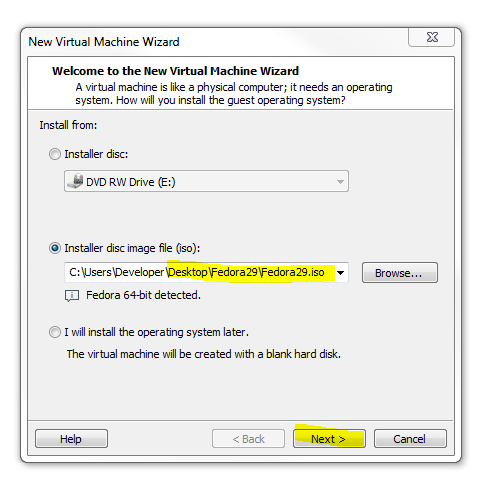 New Virtual Machine Wizard
Welcome to the New Virtual Machine Wizard
A virtual machine is like a physical computer; it needs an operating
system. How will you install the guest operating system?
Install from:
Installer disc:
DVD RW Drive (E:)
Installer disc image file (iso):
C:\Users\Developer\Desktop\Fedora29\Fedora29.iso
Browse...
Fedora 64-bit detected.
I will install the operating system later.
The virtual machine will be created with a blank hard disk.
Help
< Back
Next >
Cancel